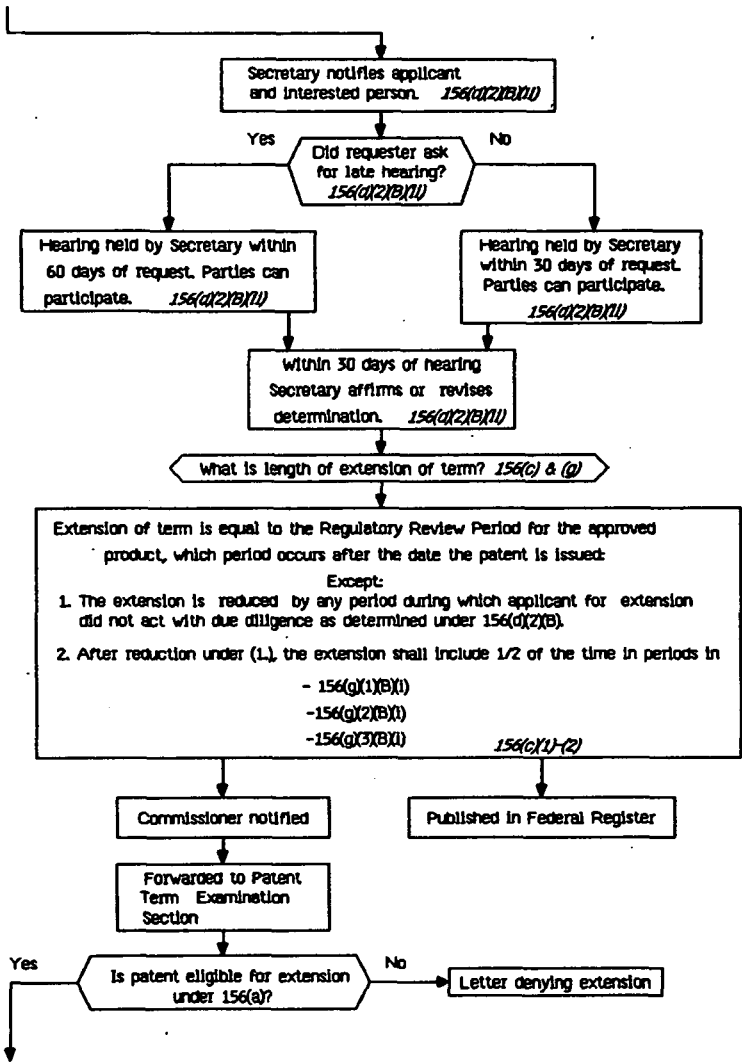 Secretary notifies applicant
and interested person. 156(d)(2)(B)(ii)
Yes
No
Did requester ask
for late hearing?
156(d)(2)(B)(ii)
Hearing held by Secretary within
60 days of request. Parties can
participate. 156(d)(2)(B)(ii)
Hearing held by Secretary
within 30 days of request.
Parties can participate.
156(d)(2)(B)(ii)
Within 30 days of hearing
Secretary affirms or revises
determination. 156(d)(2)(B)(ii)
What is length of extension of term? 156(c) & (g)
Extension of term is equal to the Regulatory Review Period for the approved
product, which period occurs after the date the patent is issued:
Except:
1. The extension is reduced by any period during which applicant for extension
did not act with due diligence as determined under 156(d)(2)(B).
2. After reduction under (1.), the extension shall include 1/2 of the time in periods in
- 156(g)(1)(B)(i)
-156(g)(2)(B)(i)
-156(g)(3)(B)(i)
156(c)(1)-(2)
Commissioner notified
Published in Federal Register
Forwarded to Patent
Term Examination
Section
Yes
No
Is patent eligible for extension
under 156(a)?
Letter denying extension